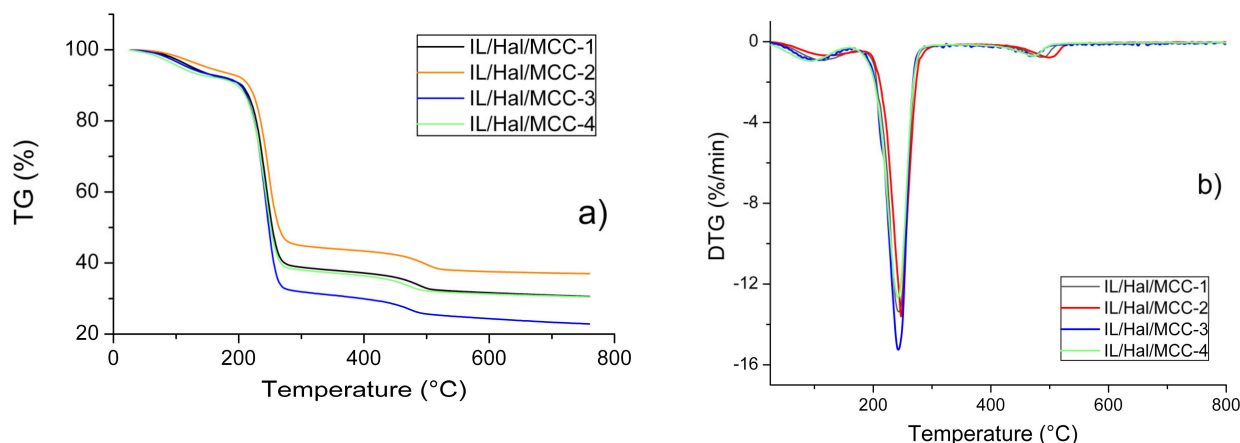 TG (%)
100
80
60
40
20
0
200
400
600
800
Temperature (°C)
IL/Hal/MCC-1
IL/Hal/MCC-2
IL/Hal/MCC-3
IL/Hal/MCC-4
a)
DTG (%/min)
0
-4
-8
-12
-16
200
400
600
800
Temperature (°C)
b)
IL/Hal/MCC-1
IL/Hal/MCC-2
IL/Hal/MCC-3
IL/Hal/MCC-4